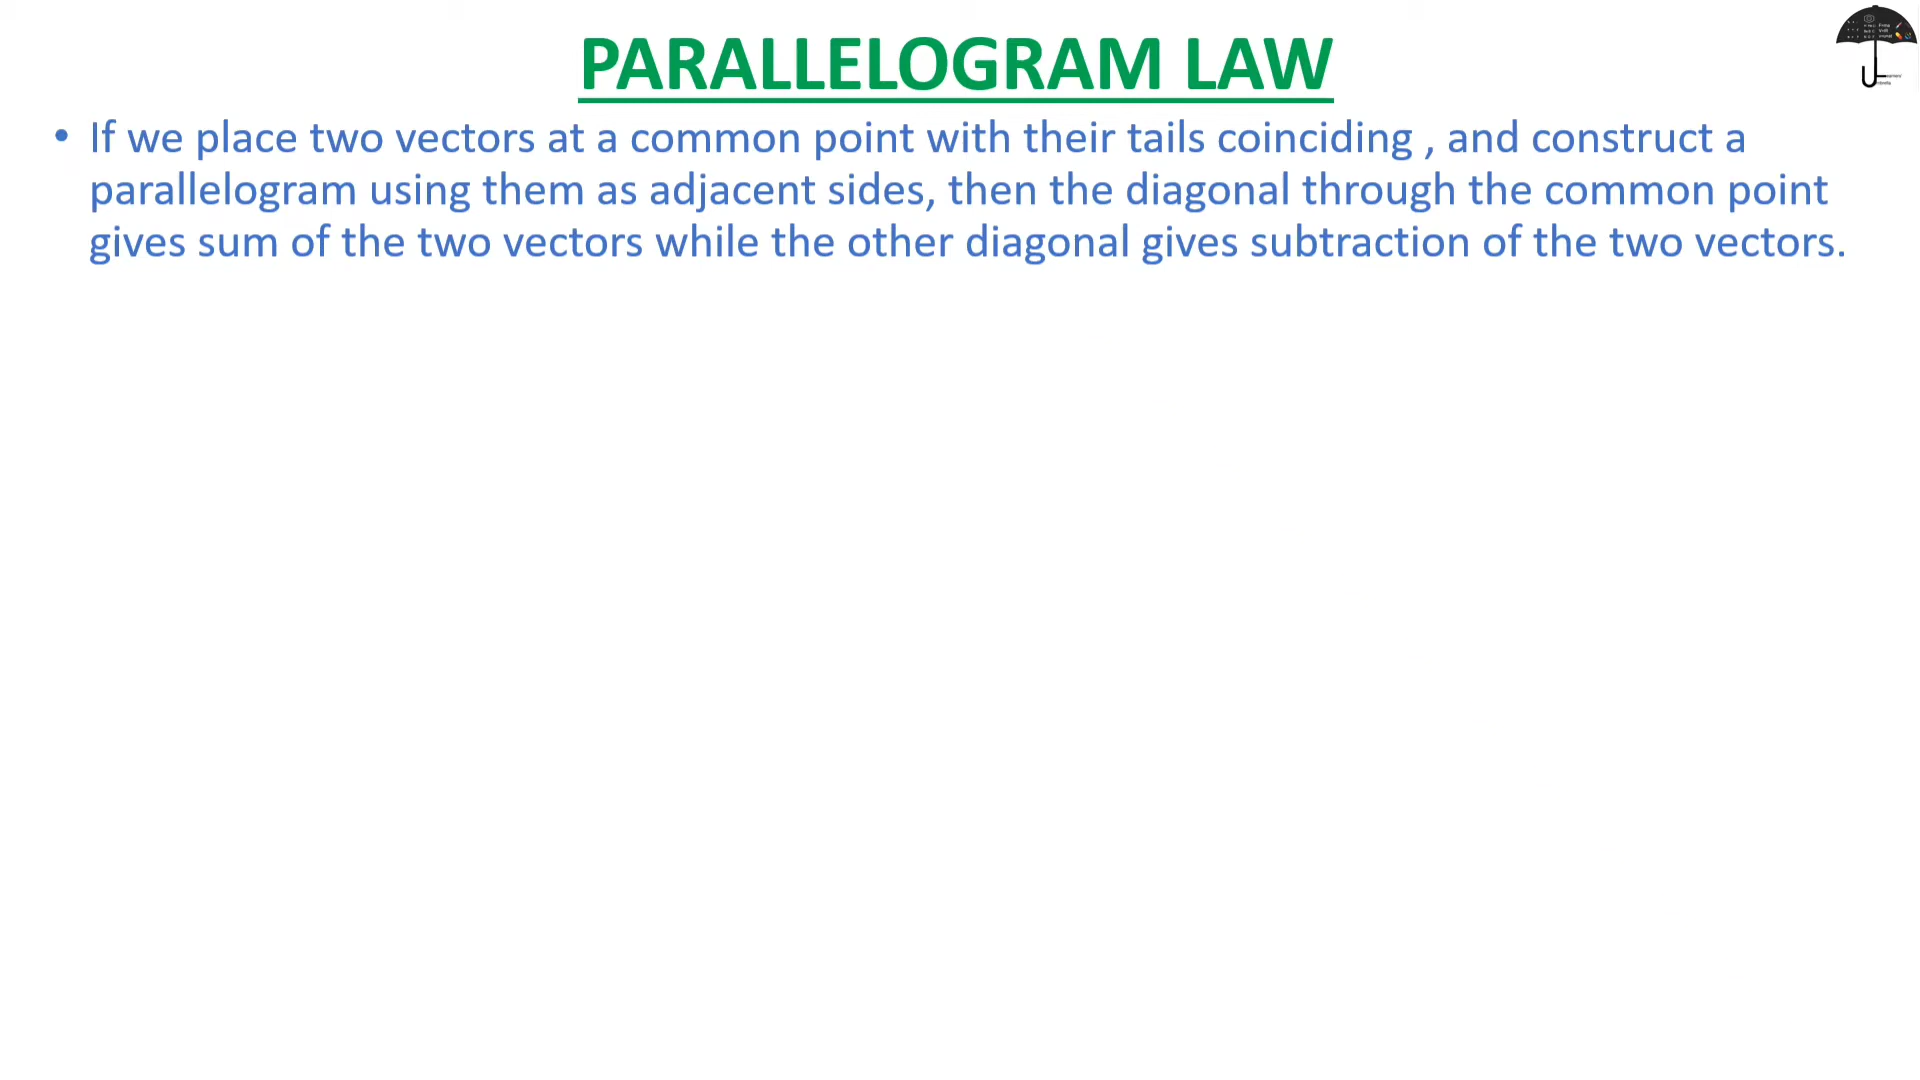 PARALLELOGRAM LAW
• If we place two vectors at a common point with their tails coinciding , and construct a
parallelogram using them as adjacent sides, then the diagonal through the common point
gives sum of the two vectors while the other diagonal gives subtraction of the two vectors.